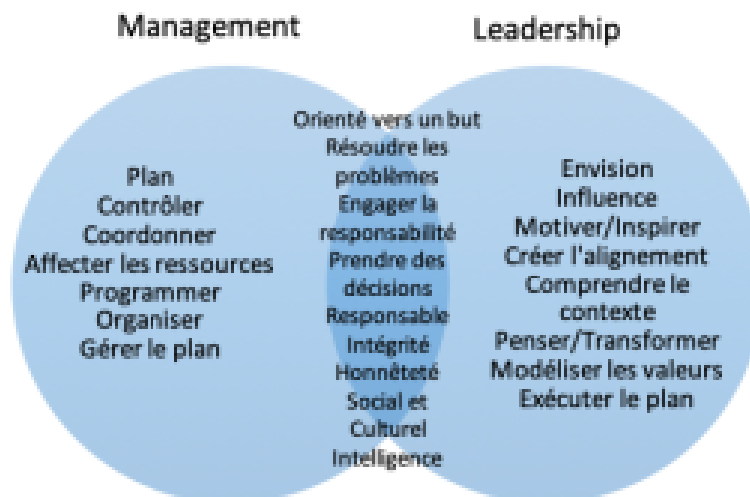 Management
Leadership
Plan
Contrôler
Coordonner
Affecter les ressources
Programmer
Organiser
Gérer le plan
Orienté vers un but
Résoudre les
problèmes
Engager la
responsabilité
Prendre des
décisions
Responsable
Intégrité
Honnêteté
Social et
Culturel
Intelligence
Envision
Influence
Motiver/Inspirer
Créer l'alignement
Comprendre le
contexte
Penser/Transformer
Modéliser les valeurs
Exécuter le plan